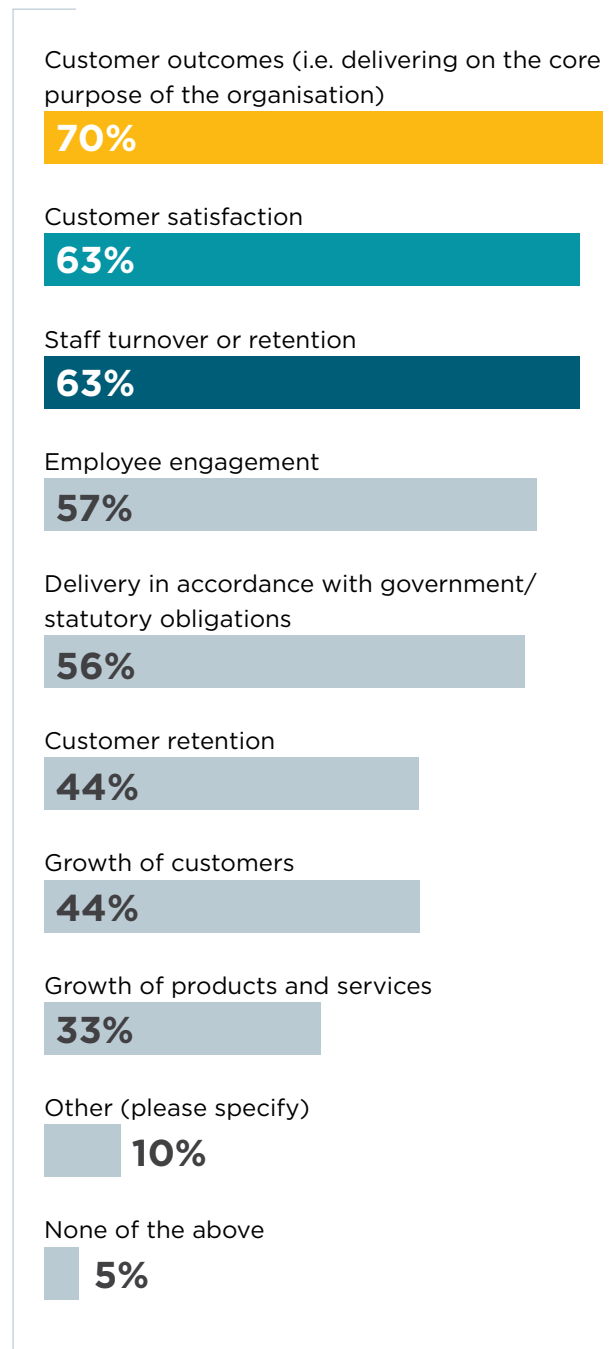 Customer outcomes (i.e. delivering on the core
purpose of the organisation)
70%
Customer satisfaction
63%
Staff turnover or retention
63%
Employee engagement
57%
Delivery in accordance with government/
statutory obligations
56%
Customer retention
44%
Growth of customers
44%
Growth of products and services
33%
Other (please specify)
10%
None of the above
5%